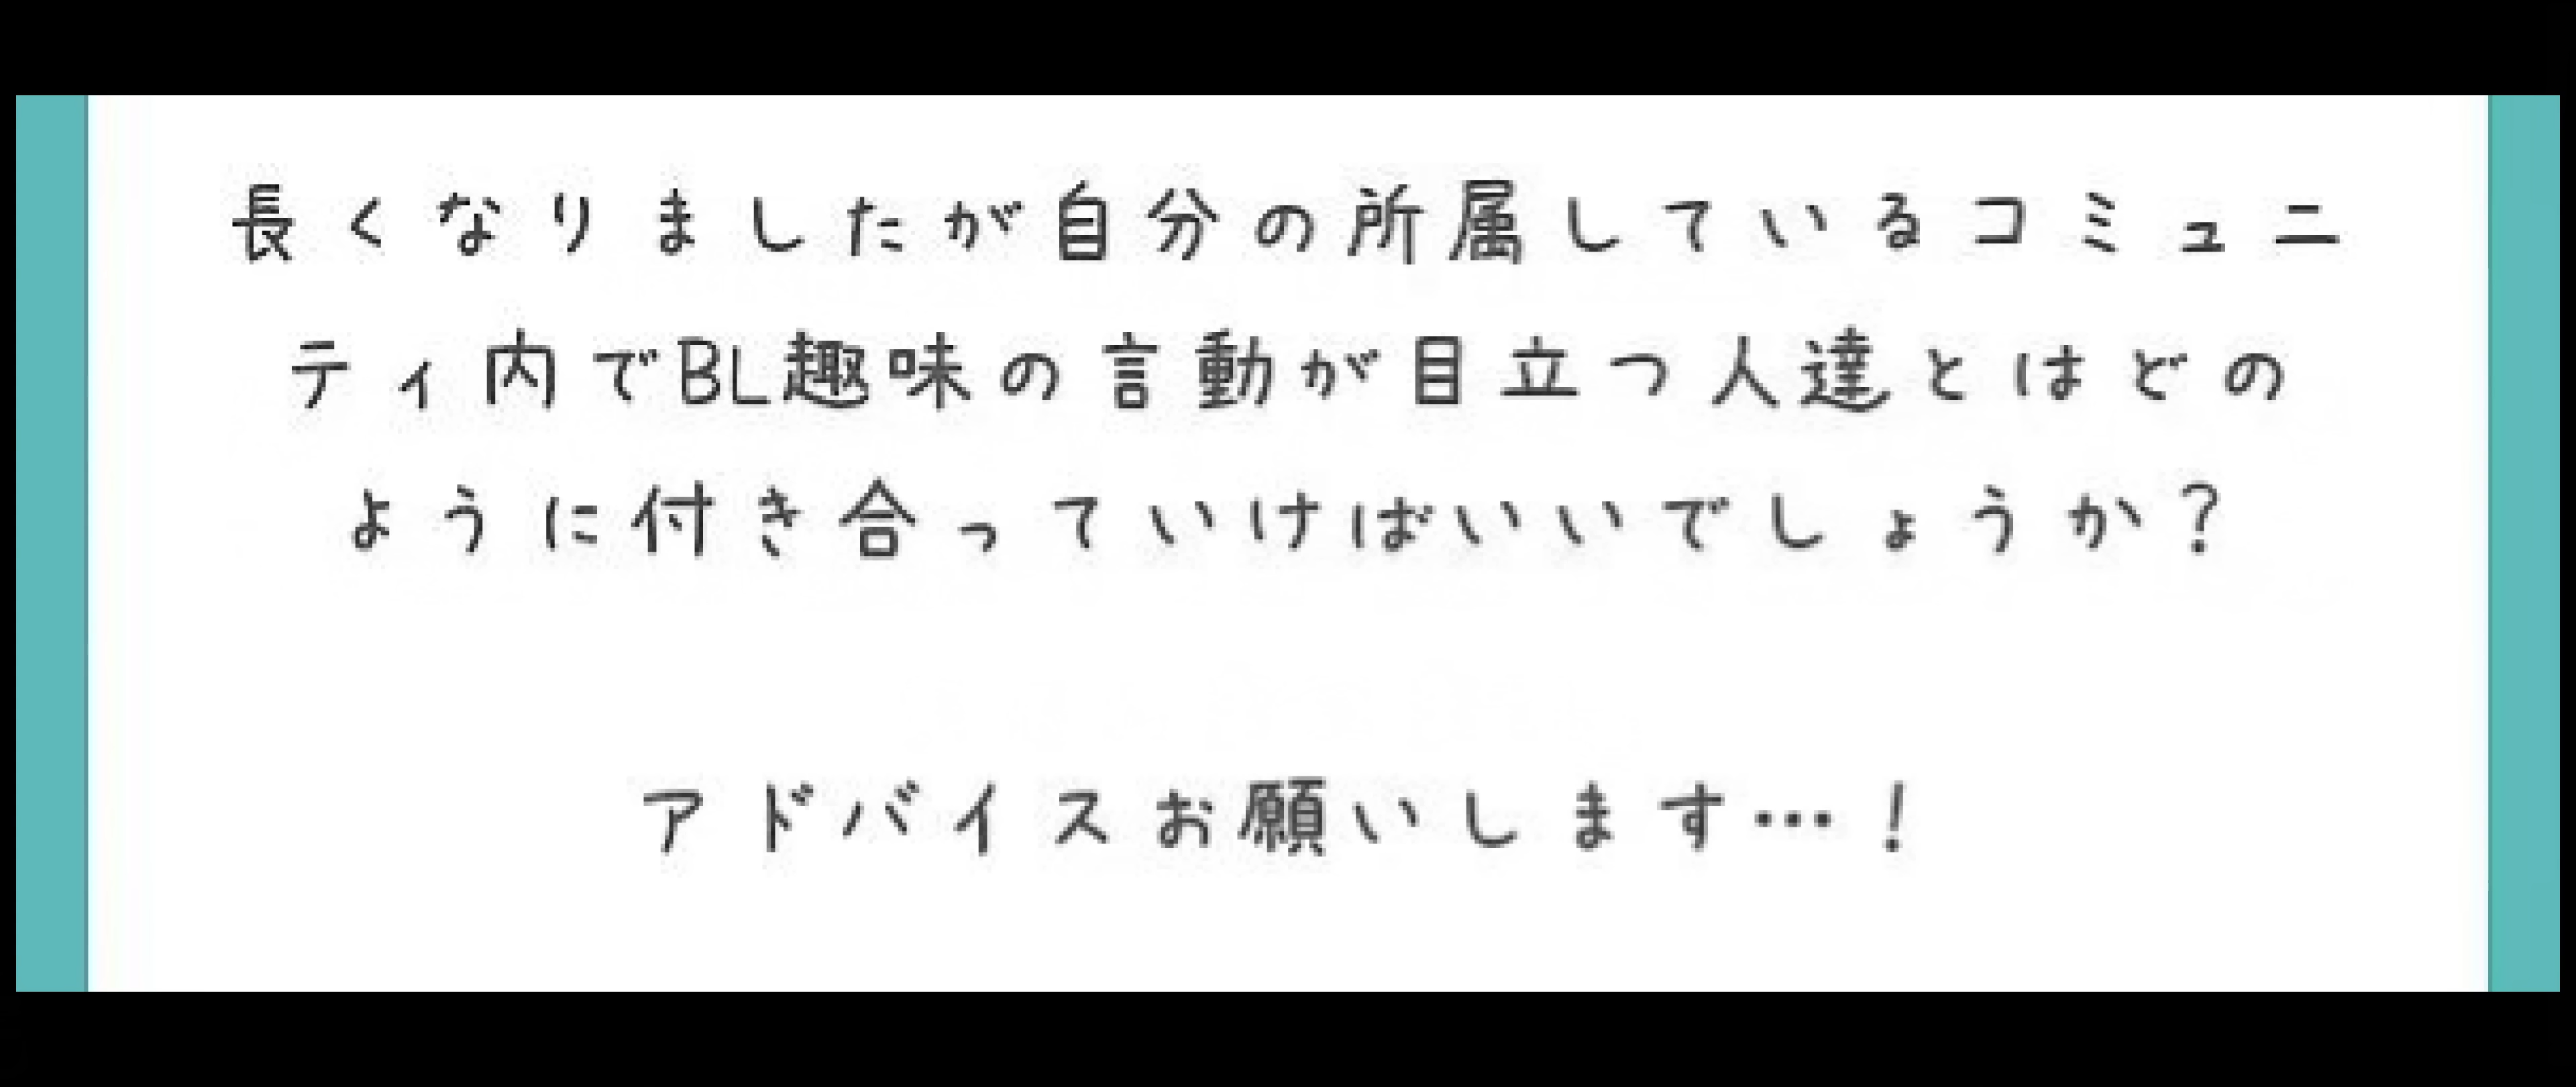 長くなりましたが自分の所属しているコミュニ
ティ内でBL趣味の言動が目立つ人達とはどの
ように付き合っていけばいいでしょうか?
アドバイスお願いします…!